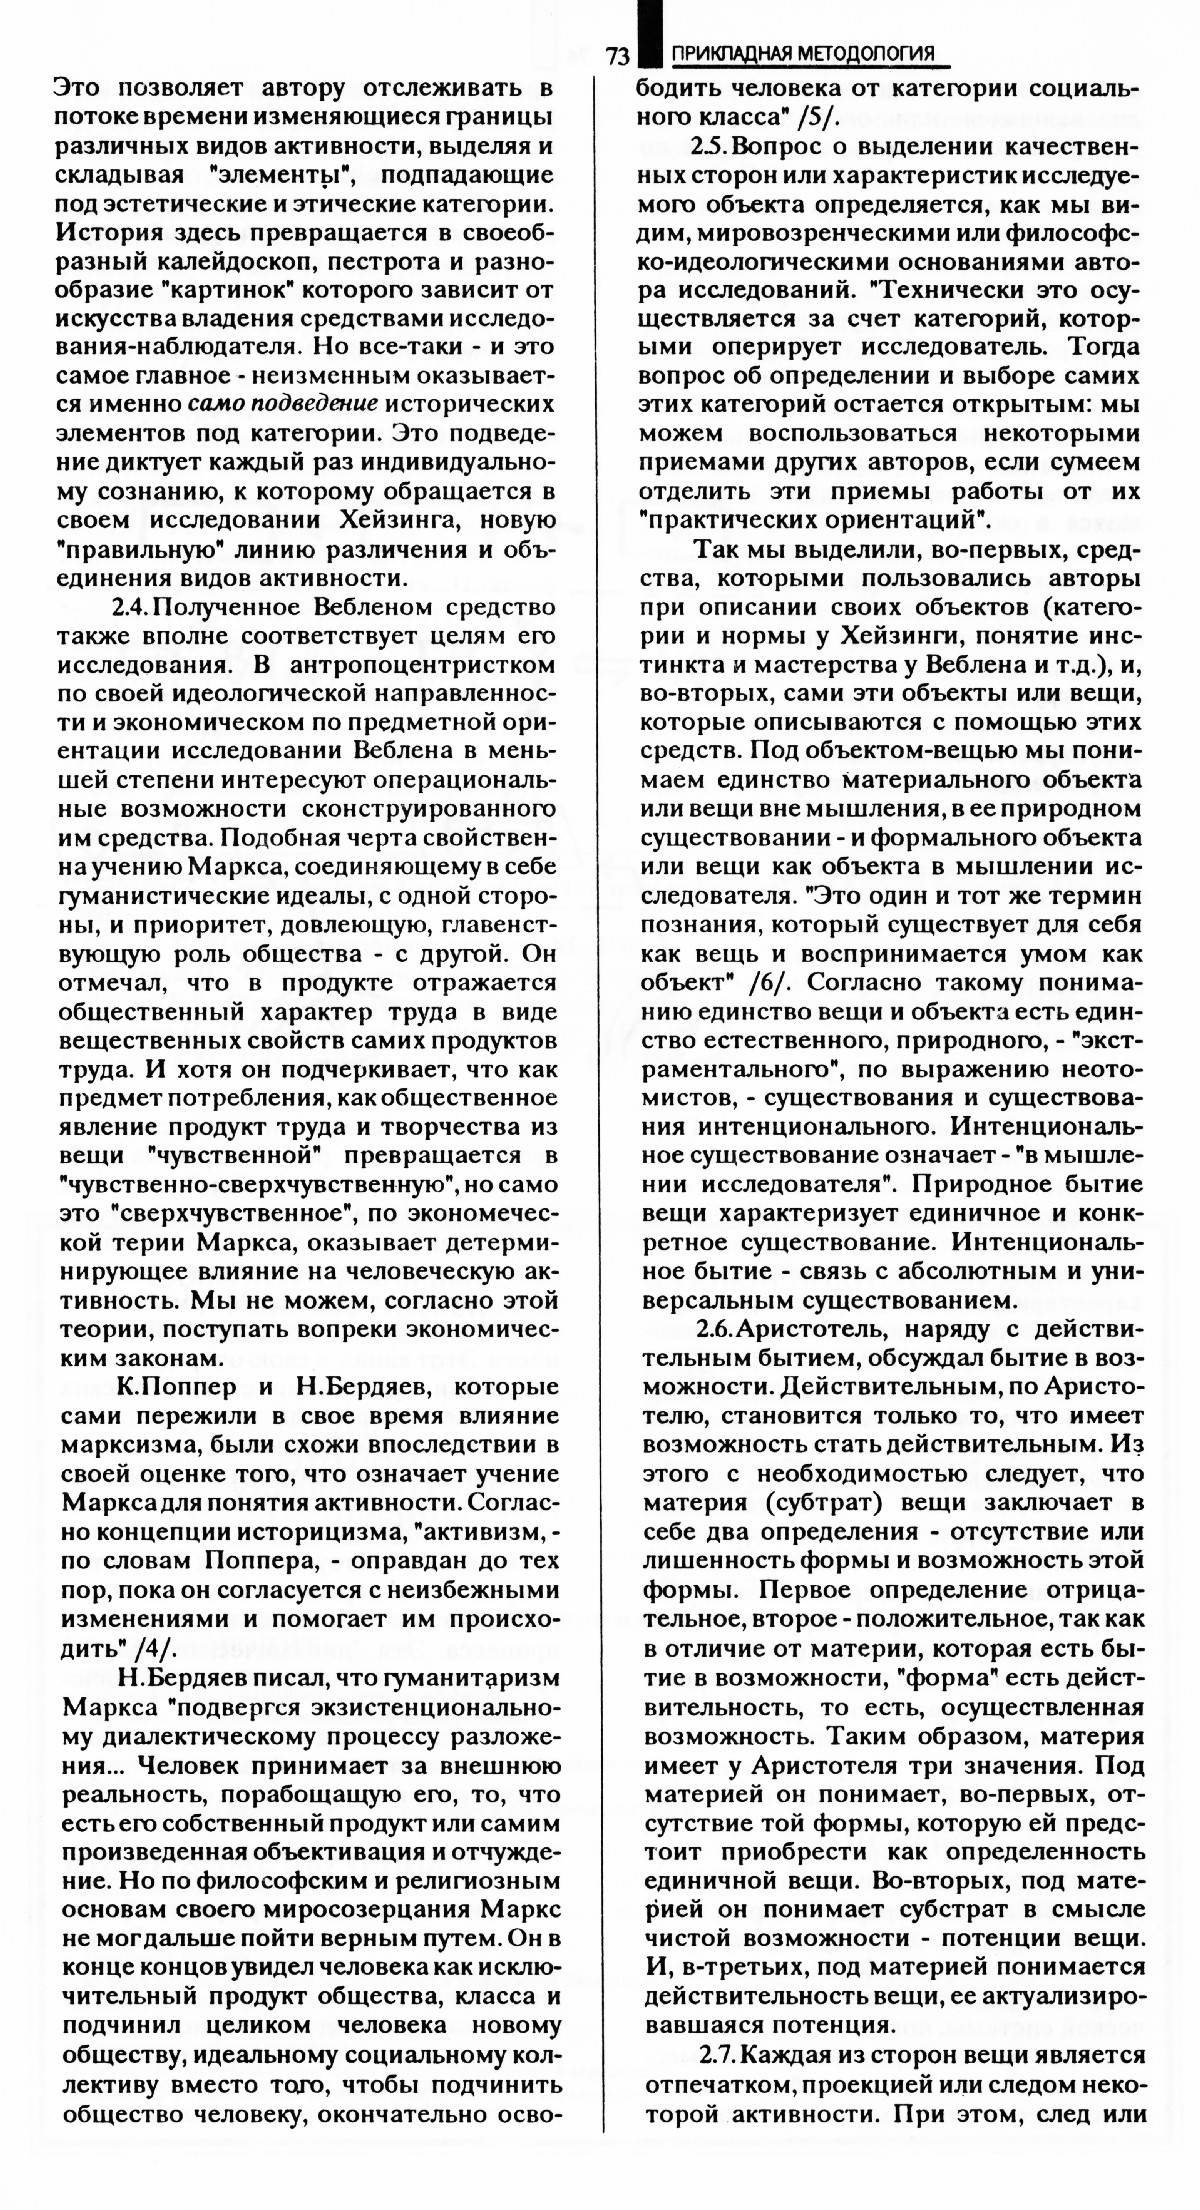 73 ПРИКЛАДНАЯ МЕТОДОЛОГИЯ
Это позволяет автору отслеживать в
потоке времени изменяющиеся границы
различных видов активности, выделяя и
складывая "элементы", подпадающие
под эстетические и этические категории.
История здесь превращается в своеоб-
разный калейдоскоп, пестрота и разно-
образие "картинок" которого зависит от
искусства владения средствами исследо-
вания-наблюдателя. Но все-таки - и это
самое главное - неизменным оказывает-
ся именно само подведение исторических
элементов под категории. Это подведе-
ние диктует каждый раз индивидуально-
му сознанию, к которому обращается в
своем исследовании Хейзинга, новую
"правильную" линию различения и объ-
единения видов активности.
2.4. Полученное Вебленом средство
также вполне соответствует целям его
исследования. В антропоцентристком
по своей идеологической направленнос-
ти и экономическом по предметной ори-
ентации исследовании Веблена в мень-
шей степени интересуют операциональ-
ные возможности сконструированного
им средства. Подобная черта свойствен-
на учению Маркса, соединяющему в себе
гуманистические идеалы, с одной сторо-
ны, и приоритет, довлеющую, главенст-
вующую роль общества - с другой. Он
отмечал, что в продукте отражается
общественный характер труда в виде
вещественных свойств самих продуктов
труда. И хотя он подчеркивает, что как
предмет потребления, как общественное
явление продукт труда и творчества из
вещи "чувственной" превращается в
"чувственно-сверхчувственную", но само
это "сверхчувственное", по экономечес-
кой терии Маркса, оказывает детерми-
нирующее влияние на человеческую ак-
тивность. Мы не можем, согласно этой
теории, поступать вопреки экономичес-
ким законам.
К.Поппер и Н.Бердяев, которые
сами пережили в свое время влияние
марксизма, были схожи впоследствии в
своей оценке того, что означает учение
Маркса для понятия активности. Соглас-
но концепции историцизма, "активизм, -
по словам Поппера, - оправдан до тех
пор, пока он согласуется с неизбежными
изменениями и помогает им происхо-
дить" /4/.
Н.Бердяев писал, что гуманитаризм
Маркса "подвергся экзистенционально-
му диалектическому процессу разложе-
ния... Человек принимает за внешнюю
реальность, порабощащую его, то, что
есть его собственный продукт или самим
произведенная объективация и отчужде-
ние. Но по философским и религиозным
основам своего миросозерцания Маркс
не мог дальше пойти верным путем. Он в
конце концов увидел человека как исклю-
чительный продукт общества, класса и
подчинил целиком человека новому
обществу, идеальному социальному кол-
лективу вместо того, чтобы подчинить
общество человеку, окончательно осво-
бодить человека от категории социаль-
ного класса" /5/.
2.5. Вопрос о выделении качествен-
ных сторон или характеристик исследуе-
мого объекта определяется, как мы ви-
дим, мировозренческими или философс-
ко-идеологическими основаниями авто-
ра исследований. "Технически это осу-
ществляется за счет категорий, котор-
ыми оперирует исследователь. Тогда
вопрос об определении и выборе самих
этих категорий остается открытым: мы
можем воспользоваться некоторыми
приемами других авторов, если сумеем
отделить эти приемы работы от их
"практических ориентаций".
Так мы выделили, во-первых, сред-
ства, которыми пользовались авторы
при описании своих объектов (катего-
рии и нормы у Хейзинги, понятие инс-
тинкта и мастерства у Веблена и т.д.), и,
во-вторых, сами эти объекты или вещи,
которые описываются с помощью этих
средств. Под объектом-вещью мы пони-
маем единство материального объекта
или вещи вне мышления, в ее природном
существовании - и формального объекта
или вещи как объекта в мышлении ис-
следователя. "Это один и тот же термин
познания, который существует для себя
как вещь и воспринимается умом как
объект" /6/. Согласно такому понима-
нию единство вещи и объекта есть един-
ство естественного, природного, - "экст-
раментального", по выражению неото-
мистов, - существования и существова-
ния интенционального. Интенциональ-
ное существование означает - "в мышле-
нии исследователя". Природное бытие
вещи характеризует единичное и конк-
ретное существование. Интенциональ-
ное бытие - связь с абсолютным и уни-
версальным существованием.
2.6. Аристотель, наряду с действи-
тельным бытием, обсуждал бытие в воз-
можности. Действительным, по Аристо-
телю, становится только то, что имеет
возможность стать действительным. Из
этого с необходимостью следует, что
материя (субтрат) вещи заключает в
себе два определения - отсутствие или
лишенность формы и возможность этой
формы. Первое определение отрица-
тельное, второе - положительное, так как
в отличие от материи, которая есть бы-
тие в возможности, "форма" есть дейст-
вительность, то есть, осуществленная
возможность. Таким образом, материя
имеет у Аристотеля три значения. Под
материей он понимает, во-первых, от-
сутствие той формы, которую ей предс-
тоит приобрести как определенность
единичной вещи. Во-вторых, под мате-
рией он понимает субстрат в смысле
чистой возможности - потенции вещи.
И, в-третьих, под материей понимается
действительность вещи, ее актуализиро-
вавшаяся потенция.
2.7. Каждая из сторон вещи является
отпечатком, проекцией или следом неко-
торой активности. При этом, след или